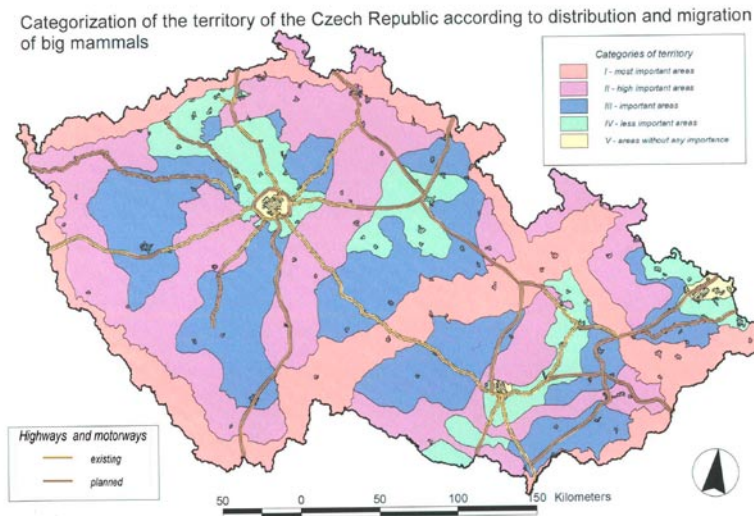 Categorization of the territory of the Czech Republic according to distribution and migration
of big mammals
Categories of territory
I - most important areas
II - high important areas
III - important areas
IV - less important areas
V - areas without any importance
Highways and motorways
existing
planned
50 0 50 100 150 Kilometers